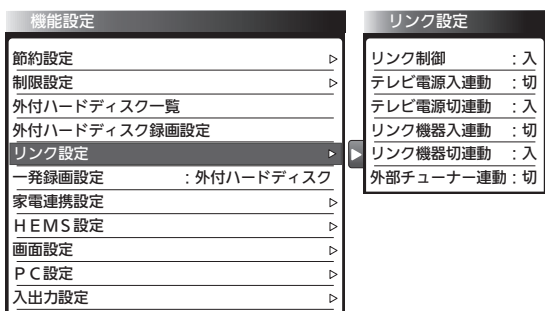 機能設定
節約設定
制限設定
外付ハードディスク一覧
外付ハードディスク録画設定
リンク設定
一発録画設定 :外付ハードディスク
家電連携設定
HEMS設定
画面設定
PC設定
入出力設定
リンク設定
リンク制御 :入
テレビ電源入連動 :切
テレビ電源切連動 :入
リンク機器入連動 :切
リンク機器切連動 :入
外部チューナー連動:切